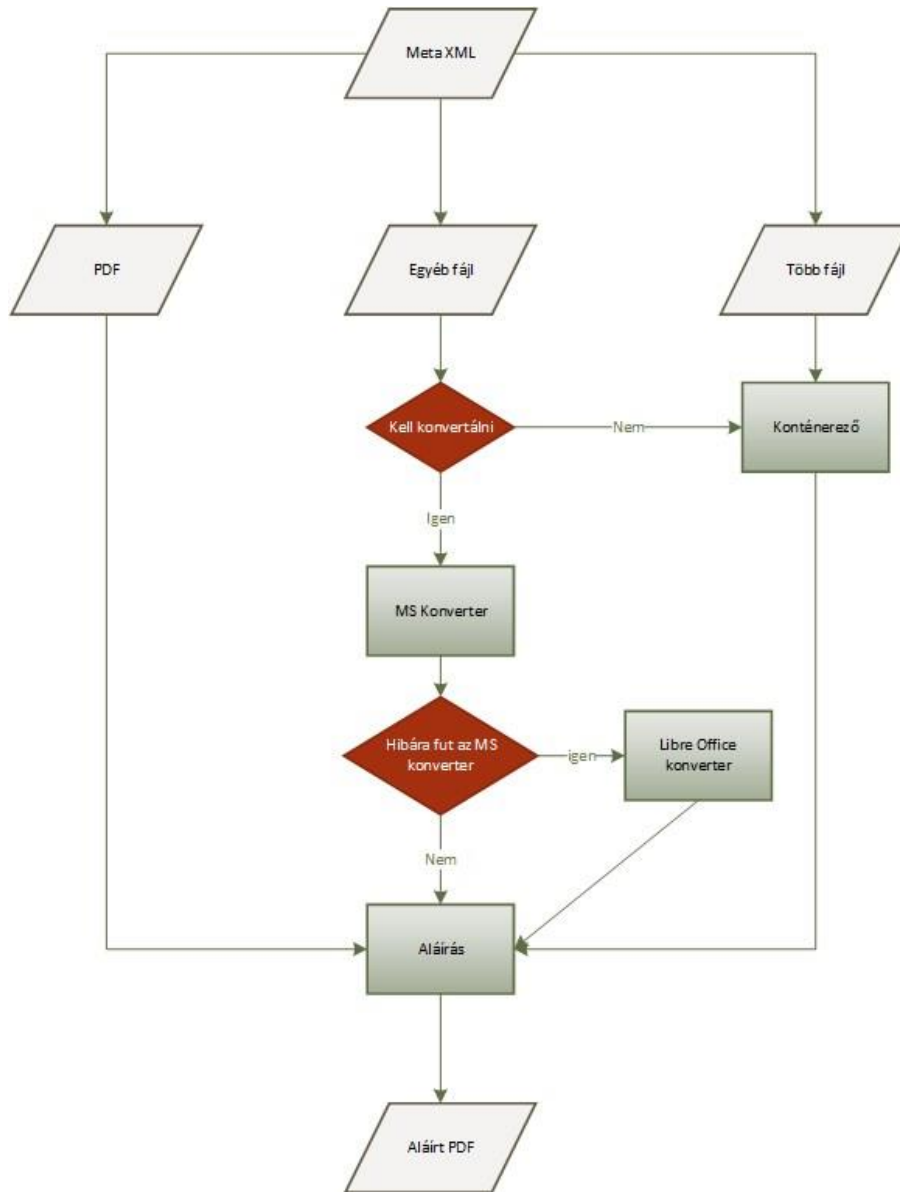 Meta XML
PDF
Egyéb fájl
Több fájl
Kell konvertálni
Nem
Konténerező
Igen
MS Konverter
Hibára fut az MS
konverter
igen
Libre Office
konverter
Nem
Aláírás
Aláírt PDF